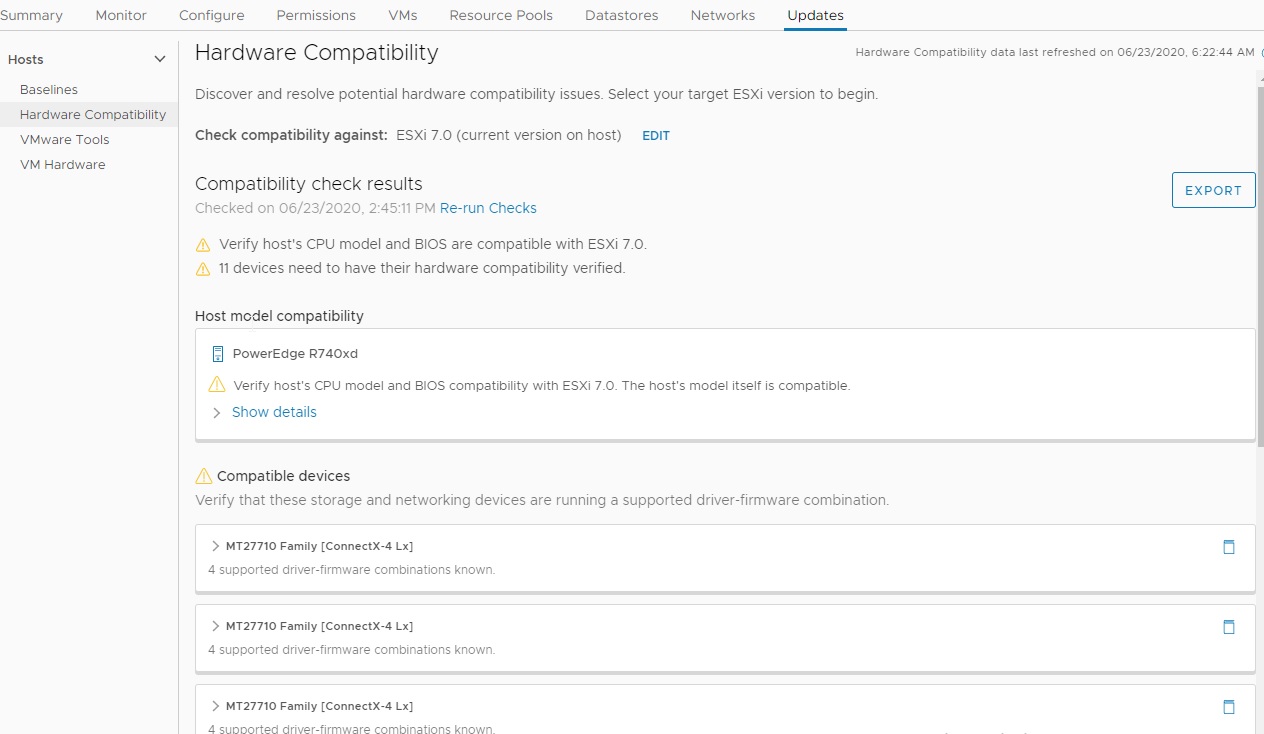 Summary Monitor Configure Permissions VMs Resource Pools Datastores Networks Updates
Hosts
Baselines
Hardware Compatibility
VMware Tools
VM Hardware
Hardware Compatibility
Hardware Compatibility data last refreshed on 06/23/2020, 6:22:44 AM
Discover and resolve potential hardware compatibility issues. Select your target ESXi version to begin.
Check compatibility against: ESXi 7.0 (current version on host) EDIT
Compatibility check results
EXPORT
Checked on 06/23/2020, 2:45:11 PM Re-run Checks
Verify host's CPU model and BIOS are compatible with ESXi 7.0.
11 devices need to have their hardware compatibility verified.
Host model compatibility
PowerEdge R740xd
Verify host's CPU model and BIOS compatibility with ESXi 7.0. The host's model itself is compatible.
Show details
Compatible devices
Verify that these storage and networking devices are running a supported driver-firmware combination.
MT27710 Family [ConnectX-4 Lx]
4 supported driver-firmware combinations known.
MT27710 Family [ConnectX-4 Lx]
4 supported driver-firmware combinations known.
MT27710 Family [ConnectX-4 Lx]
4 supported driver-firmware combinations known.